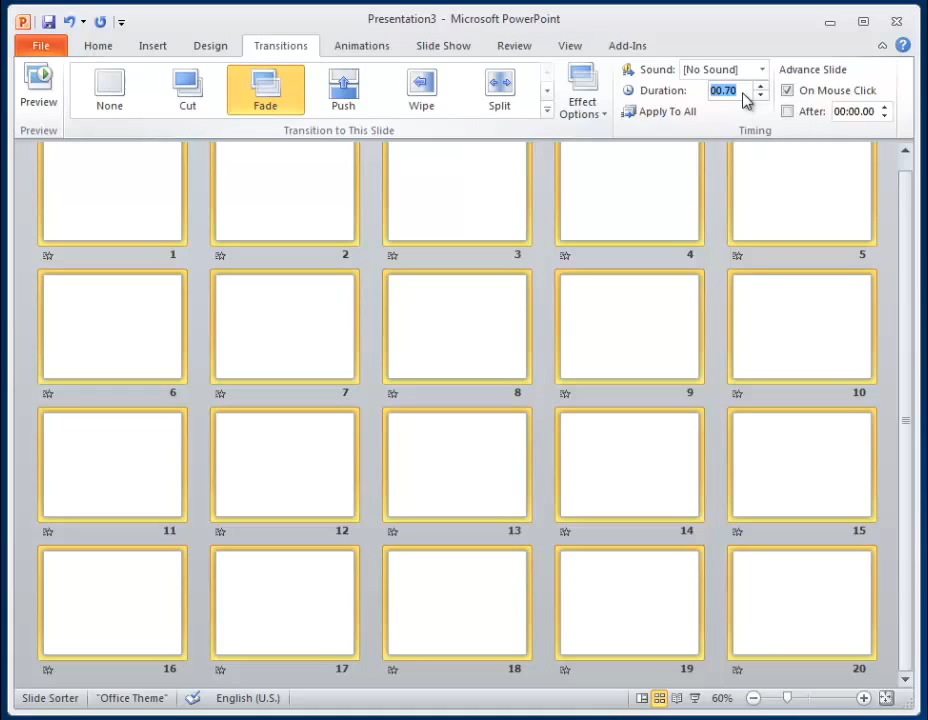 Presentation3 - Microsoft PowerPoint
File Home Insert Design Transitions Animations Slide Show Review View Add-Ins
Preview None Cut Fade Push Wipe Split Effect Options
Sound: [No Sound] Advance Slide
Duration: 00.70 On Mouse Click
Apply To All After: 00:00.00
Preview Transition to This Slide Timing
1 2 3 4 5
6 7 8 9 10
11 12 13 14 15
16 17 18 19 20
Slide Sorter "Office Theme" English (U.S.) 60%